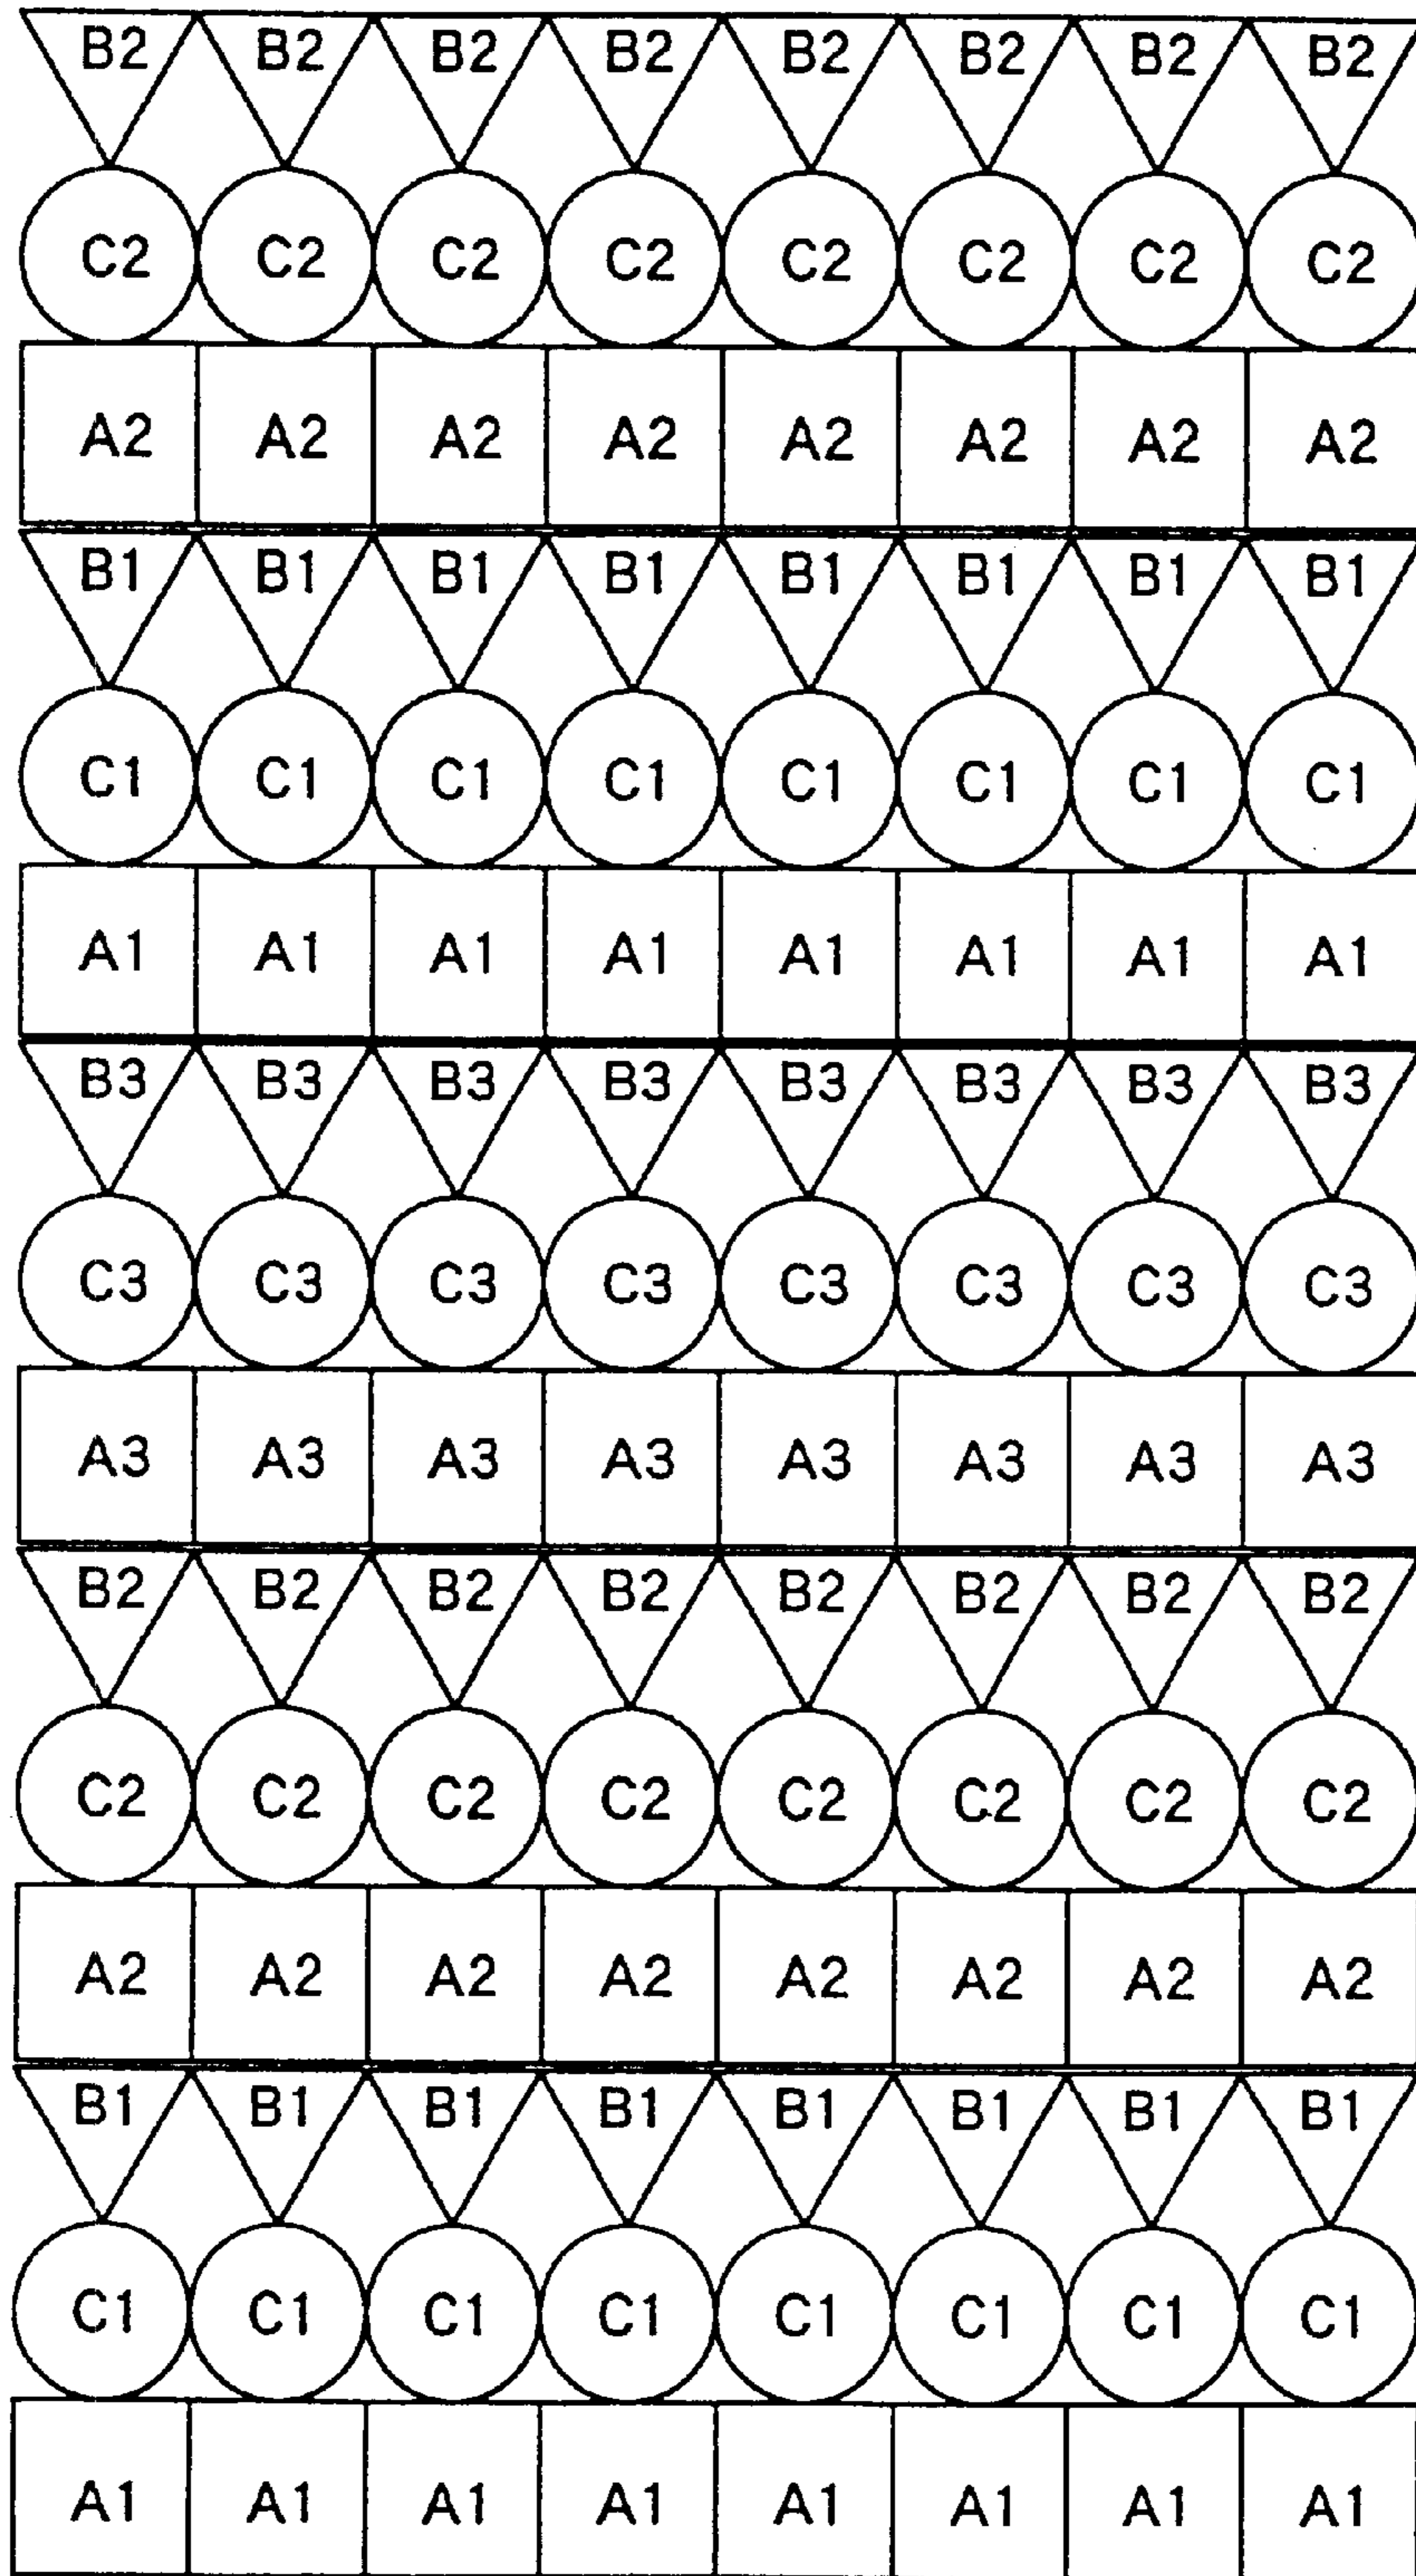 B2 B2 B2 B2 B2 B2 B2 B2
C2 C2 C2 C2 C2 C2 C2 C2
A2 A2 A2 A2 A2 A2 A2 A2
B1 B1 B1 B1 B1 B1 B1 B1
C1 C1 C1 C1 C1 C1 C1 C1
A1 A1 A1 A1 A1 A1 A1 A1
B3 B3 B3 B3 B3 B3 B3 B3
C3 C3 C3 C3 C3 C3 C3 C3
A3 A3 A3 A3 A3 A3 A3 A3
B2 B2 B2 B2 B2 B2 B2 B2
C2 C2 C2 C2 C2 C2 C2 C2
A2 A2 A2 A2 A2 A2 A2 A2
B1 B1 B1 B1 B1 B1 B1 B1
C1 C1 C1 C1 C1 C1 C1 C1
A1 A1 A1 A1 A1 A1 A1 A1